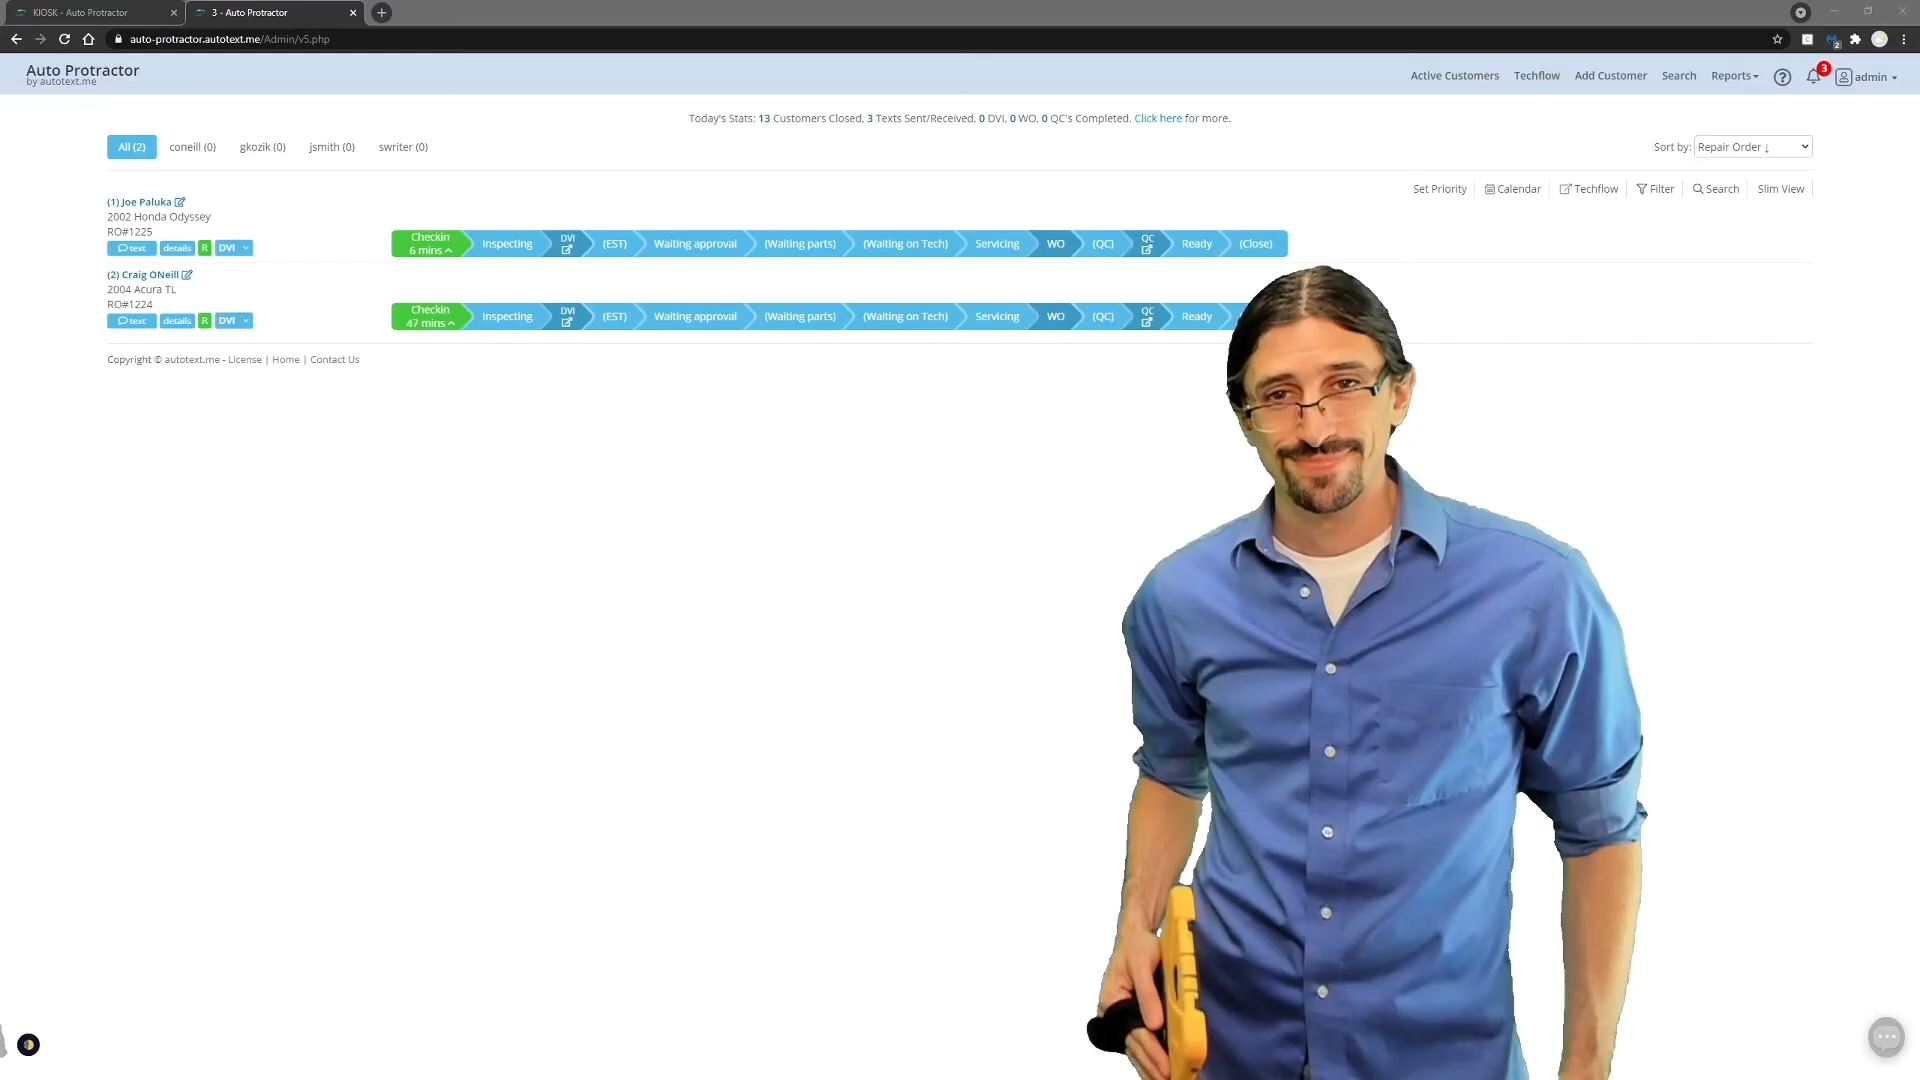 KIOSK - Auto Protractor
3 - Auto Protractor
auto-protractor.autotext.me/Admin/v5.php
2
Auto Protractor
by autotext.me
Active Customers Techflow Add Customer Search Reports 3 admin
Today's Stats: 13 Customers Closed, 3 Texts Sent/Received, 0 DVI, 0 WO, 0 QC's Completed. Click here for more.
All (2) coneill (0) gkozik (0) jsmith (0) swriter (0) Sort by: Repair Order ↓
Set Priority Calendar Techflow Filter Search Slim View
(1) Joe Paluka
2002 Honda Odyssey
RO#1225
text details R DVI
Checkin 6 mins Inspecting DVI (EST) Waiting approval (Waiting parts) (Waiting on Tech) Servicing WO (QC) QC Ready (Close)
(2) Craig ONeill
2004 Acura TL
RO#1224
text details R DVI
Checkin 47 mins Inspecting DVI (EST) Waiting approval (Waiting parts) (Waiting on Tech) Servicing WO (QC) QC Ready
Copyright © autotext.me - License | Home | Contact Us